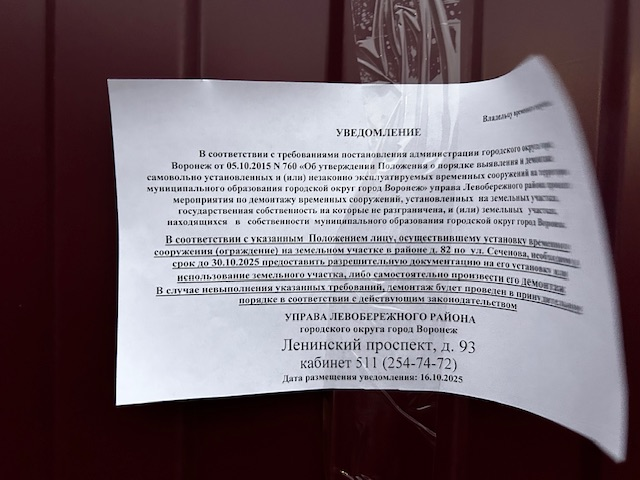 Владельцу
УВЕДОМЛЕНИЕ
В соответствии с требованиями постановления администрации городского округа
Воронеж от 05.10.2015 N 760 «Об утверждении Положения о порядке выявления и демонтажа
самовольно установленных и (или) незаконно эксплуатируемых временных сооружений на территории
муниципального образования городской округ город Воронеж» управа Левобережного района
мероприятия по демонтажу временных сооружений, установленных на земельных участках,
государственная собственность на которые не разграничена, и (или) земельных участках,
находящихся в собственности муниципального образования городской округ город Воронеж.
В соответствии с указанным Положением лицу, осуществившему установку временного
сооружения (ограждение) на земельном участке в районе д. 82 по ул. Сеченова, необходимо в
срок до 30.10.2025 предоставить разрешительную документацию на его установку или
использование земельного участка, либо самостоятельно произвести его демонтаж.
В случае невыполнения указанных требований, демонтаж будет проведен в принудительном
порядке в соответствии с действующим законодательством
УПРАВА ЛЕВОБЕРЕЖНОГО РАЙОНА
городского округа город Воронеж
Ленинский проспект, д. 93
кабинет 511 (254-74-72)
Дата размещения уведомления: 16.10.2025